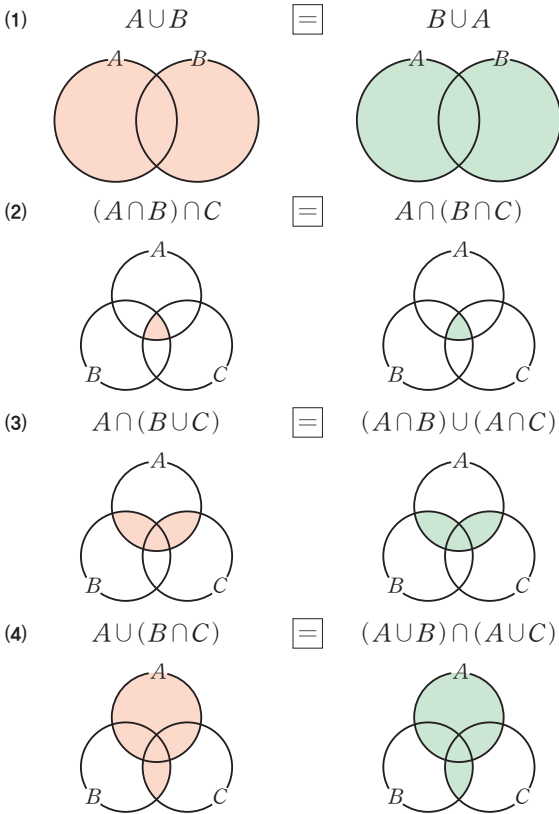 (1) A∪B = B∪A
A B A B
(2) (A∩B)∩C = A∩(B∩C)
A A
B C B C
(3) A∩(B∪C) = (A∩B)∪(A∩C)
A A
B C B C
(4) A∪(B∩C) = (A∪B)∩(A∪C)
A A
B C B C